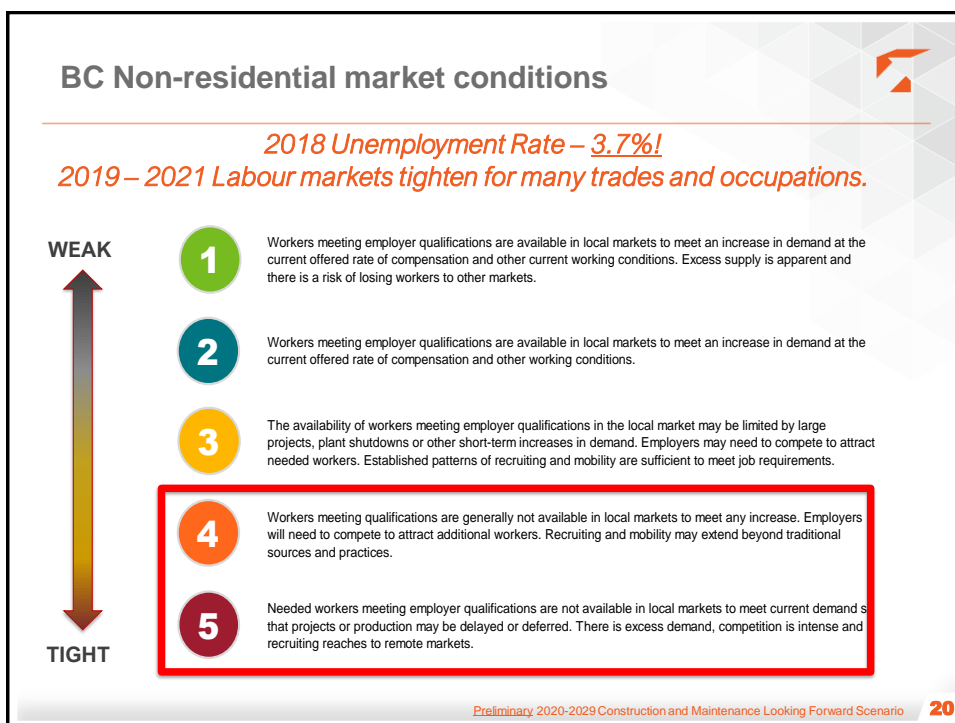 BC Non-residential market conditions
2018 Unemployment Rate – 3.7%!
2019 – 2021 Labour markets tighten for many trades and occupations.
WEAK
1
Workers meeting employer qualifications are available in local markets to meet an increase in demand at the
current offered rate of compensation and other current working conditions. Excess supply is apparent and
there is a risk of losing workers to other markets.
2
Workers meeting employer qualifications are available in local markets to meet an increase in demand at the
current offered rate of compensation and other working conditions.
3
The availability of workers meeting employer qualifications in the local market may be limited by large
projects, plant shutdowns or other short-term increases in demand. Employers may need to compete to attract
needed workers. Established patterns of recruiting and mobility are sufficient to meet job requirements.
4
Workers meeting qualifications are generally not available in local markets to meet any increase. Employers
will need to compete to attract additional workers. Recruiting and mobility may extend beyond traditional
sources and practices.
5
Needed workers meeting employer qualifications are not available in local markets to meet current demand s
that projects or production may be delayed or deferred. There is excess demand, competition is intense and
recruiting reaches to remote markets.
TIGHT
Preliminary 2020-2029 Construction and Maintenance Looking Forward Scenario 20